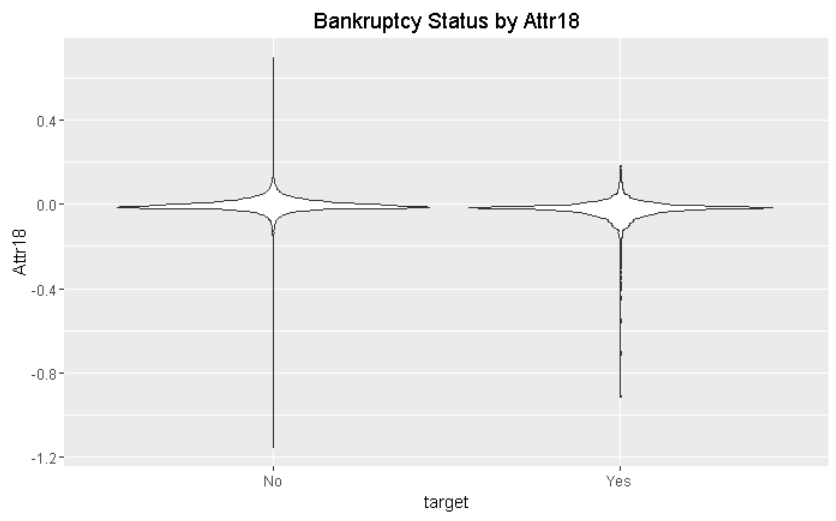 Bankruptcy Status by Attr18
Attr18
0.4
0.0
-0.4
-0.8
-1.2
No
Yes
target